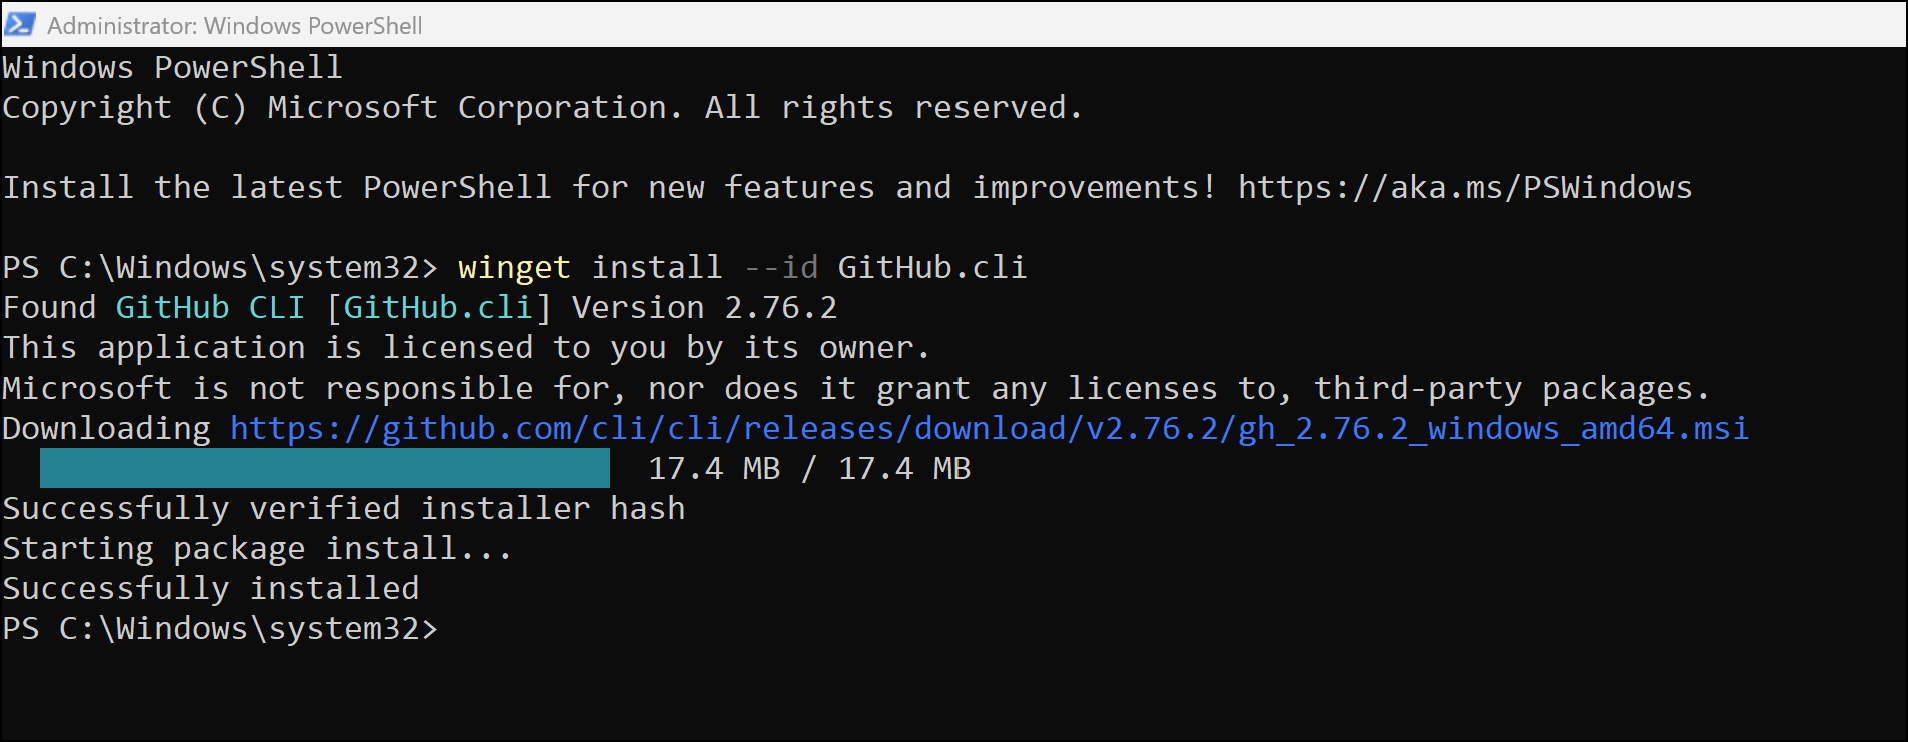 Administrator: Windows PowerShell
Windows PowerShell
Copyright (C) Microsoft Corporation. All rights reserved.
Install the latest PowerShell for new features and improvements! https://aka.ms/PSWindows
PS C:\Windows\system32> winget install --id GitHub.cli
Found GitHub CLI [GitHub.cli] Version 2.76.2
This application is licensed to you by its owner.
Microsoft is not responsible for, nor does it grant any licenses to, third-party packages.
Downloading https://github.com/cli/cli/releases/download/v2.76.2/gh_2.76.2_windows_amd64.msi
17.4 MB / 17.4 MB
Successfully verified installer hash
Starting package install...
Successfully installed
PS C:\Windows\system32>